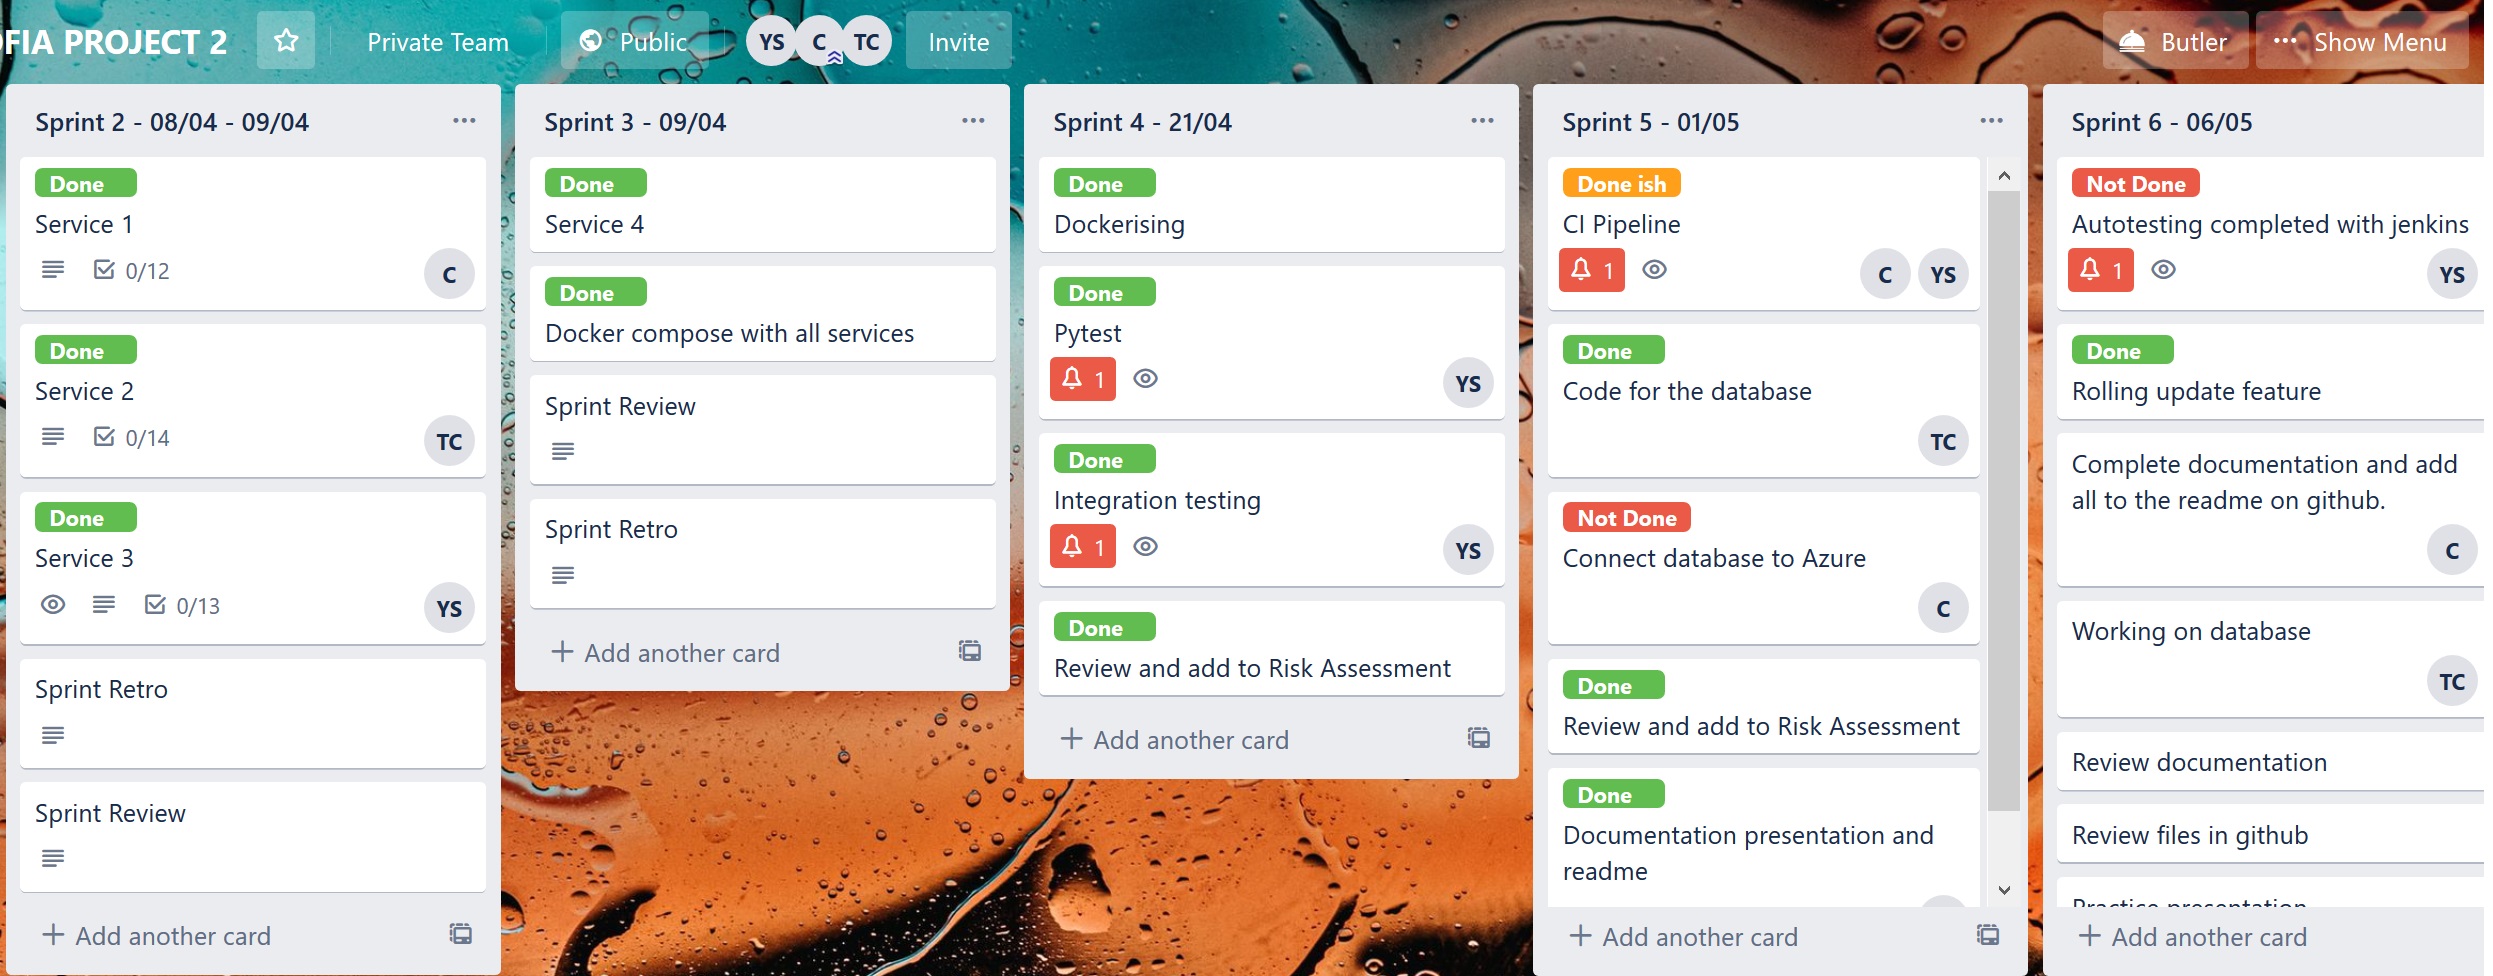 FIA PROJECT 2
Private Team
Public
YS
C
TC
Invite
Butler
Show Menu
Sprint 2 - 08/04 - 09/04
Done
Service 1
0/12
C
Done
Service 2
0/14
TC
Done
Service 3
0/13
YS
Sprint Retro
Sprint Review
+ Add another card
Sprint 3 - 09/04
Done
Service 4
Done
Docker compose with all services
Sprint Review
Sprint Retro
+ Add another card
Sprint 4 - 21/04
Done
Dockerising
Done
Pytest
1
YS
Done
Integration testing
1
YS
Done
Review and add to Risk Assessment
+ Add another card
Sprint 5 - 01/05
Done ish
CI Pipeline
1
C
YS
Done
Code for the database
TC
Not Done
Connect database to Azure
C
Done
Review and add to Risk Assessment
Done
Documentation presentation and
readme
+ Add another card
Sprint 6 - 06/05
Not Done
Autotesting completed with jenkins
1
YS
Done
Rolling update feature
Complete documentation and add
all to the readme on github.
C
Working on database
TC
Review documentation
Review files in github
Practice presentation
+ Add another card